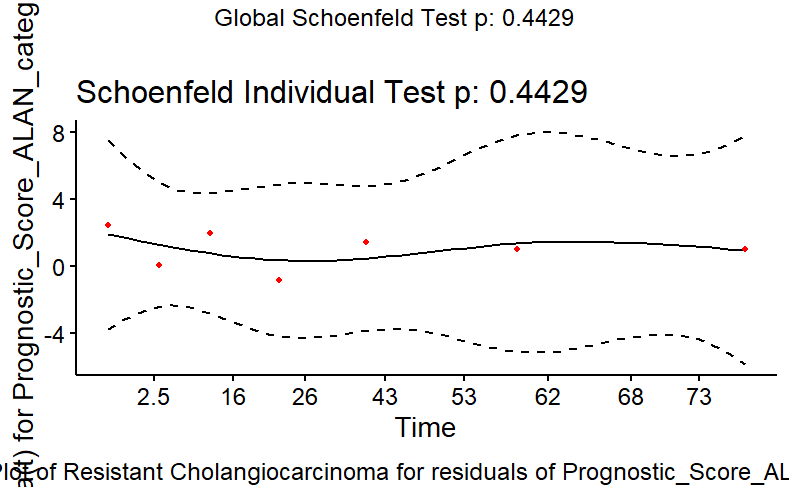 Global Schoenfeld Test p: 0.4429
Schoenfeld Individual Test p: 0.4429
for Prognostic_Score_ALAN_categ
8
4
0
-4
2.5 16 26 43 53 62 68 73
Time
Plot of Resistant Cholangiocarcinoma for residuals of Prognostic_Score_AL